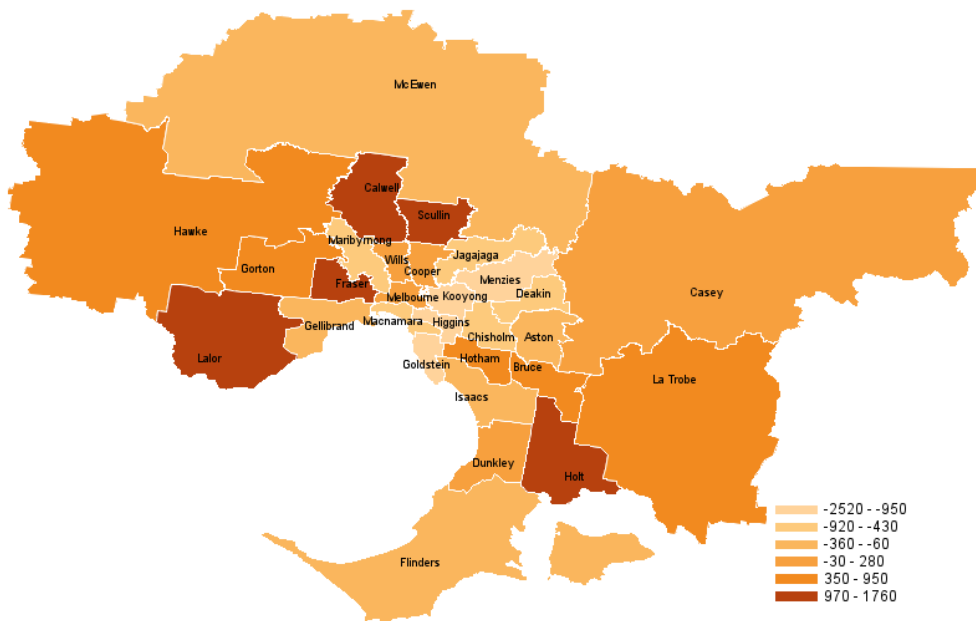 McEwen
Calwell
Scullin
Hawke
Maribyrnong
Jagajaga
Wills
Cooper
Gorton
Menzies
Fraser
Deakin
Casey
Melbourne
Kooyong
Macnamara
Higgins
Gellibrand
Chisholm
Aston
Lalor
Goldstein
Hotham
Bruce
La Trobe
Isaacs
Dunkley
Holt
Flinders
-2520 - -950
-920 - -430
-360 - -60
-30 - 280
350 - 950
970 - 1760